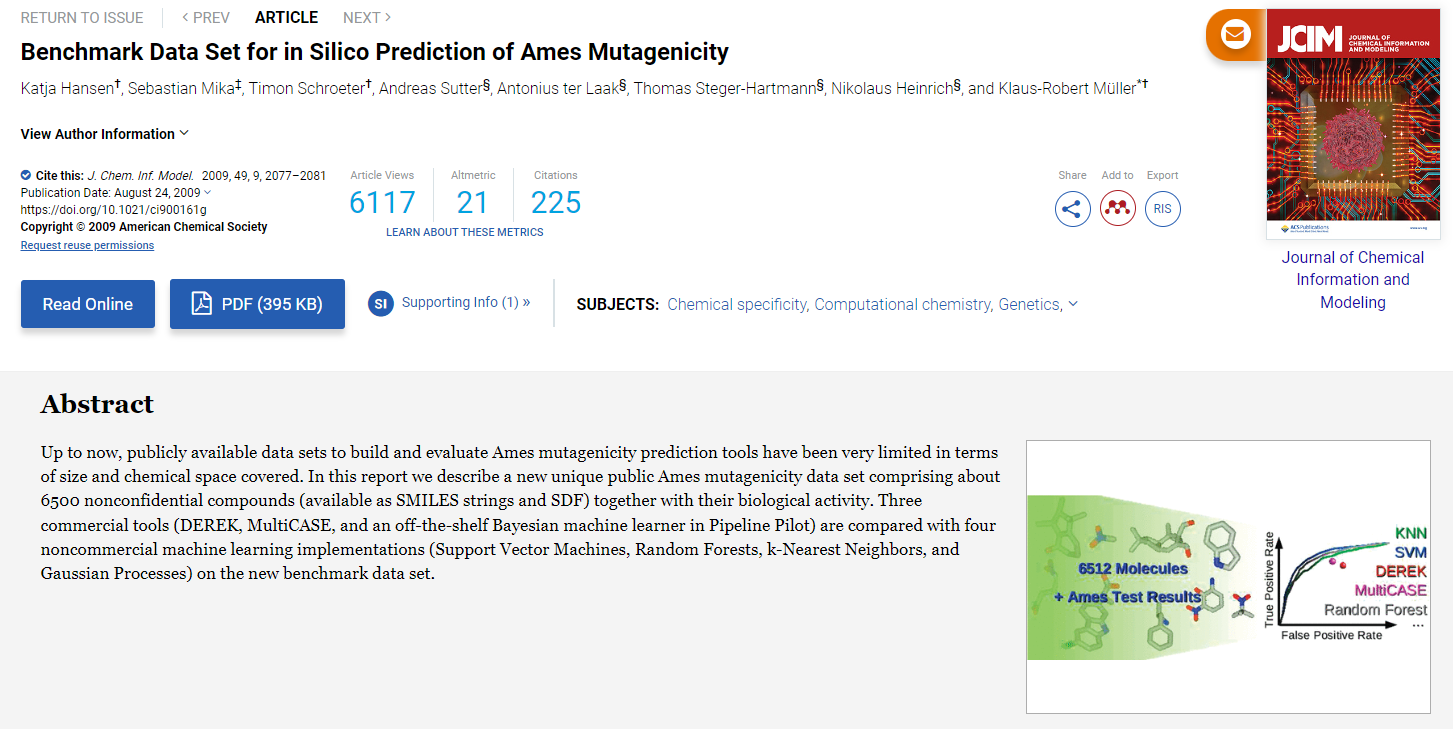 RETURN TO ISSUE < PREV ARTICLE NEXT >
Benchmark Data Set for in Silico Prediction of Ames Mutagenicity
Katja Hansen†, Sebastian Mika‡, Timon Schroeter†, Andreas Sutter§, Antonius ter Laak§, Thomas Steger-Hartmann§, Nikolaus Heinrich§, and Klaus-Robert Müller*†
View Author Information
Cite this: J. Chem. Inf. Model. 2009, 49, 9, 2077–2081
Publication Date: August 24, 2009
https://doi.org/10.1021/ci900161g
Copyright © 2009 American Chemical Society
Request reuse permissions
Article Views Altmetric Citations
6117 21 225
LEARN ABOUT THESE METRICS
Share Add to Export
RIS
JCIM JOURNAL OF
CHEMICAL INFORMATION
AND MODELING
ACS Publications
Journal of Chemical
Information and
Modeling
Read Online
PDF (395 KB)
SI Supporting Info (1) »
SUBJECTS: Chemical specificity, Computational chemistry, Genetics,
Abstract
Up to now, publicly available data sets to build and evaluate Ames mutagenicity prediction tools have been very limited in terms
of size and chemical space covered. In this report we describe a new unique public Ames mutagenicity data set comprising about
6500 nonconfidential compounds (available as SMILES strings and SDF) together with their biological activity. Three
commercial tools (DEREK, MultiCASE, and an off-the-shelf Bayesian machine learner in Pipeline Pilot) are compared with four
noncommercial machine learning implementations (Support Vector Machines, Random Forests, k-Nearest Neighbors, and
Gaussian Processes) on the new benchmark data set.
6512 Molecules
+ Ames Test Results
True Positive Rate
False Positive Rate
KNN
SVM
DEREK
MultiCASE
Random Forest
...